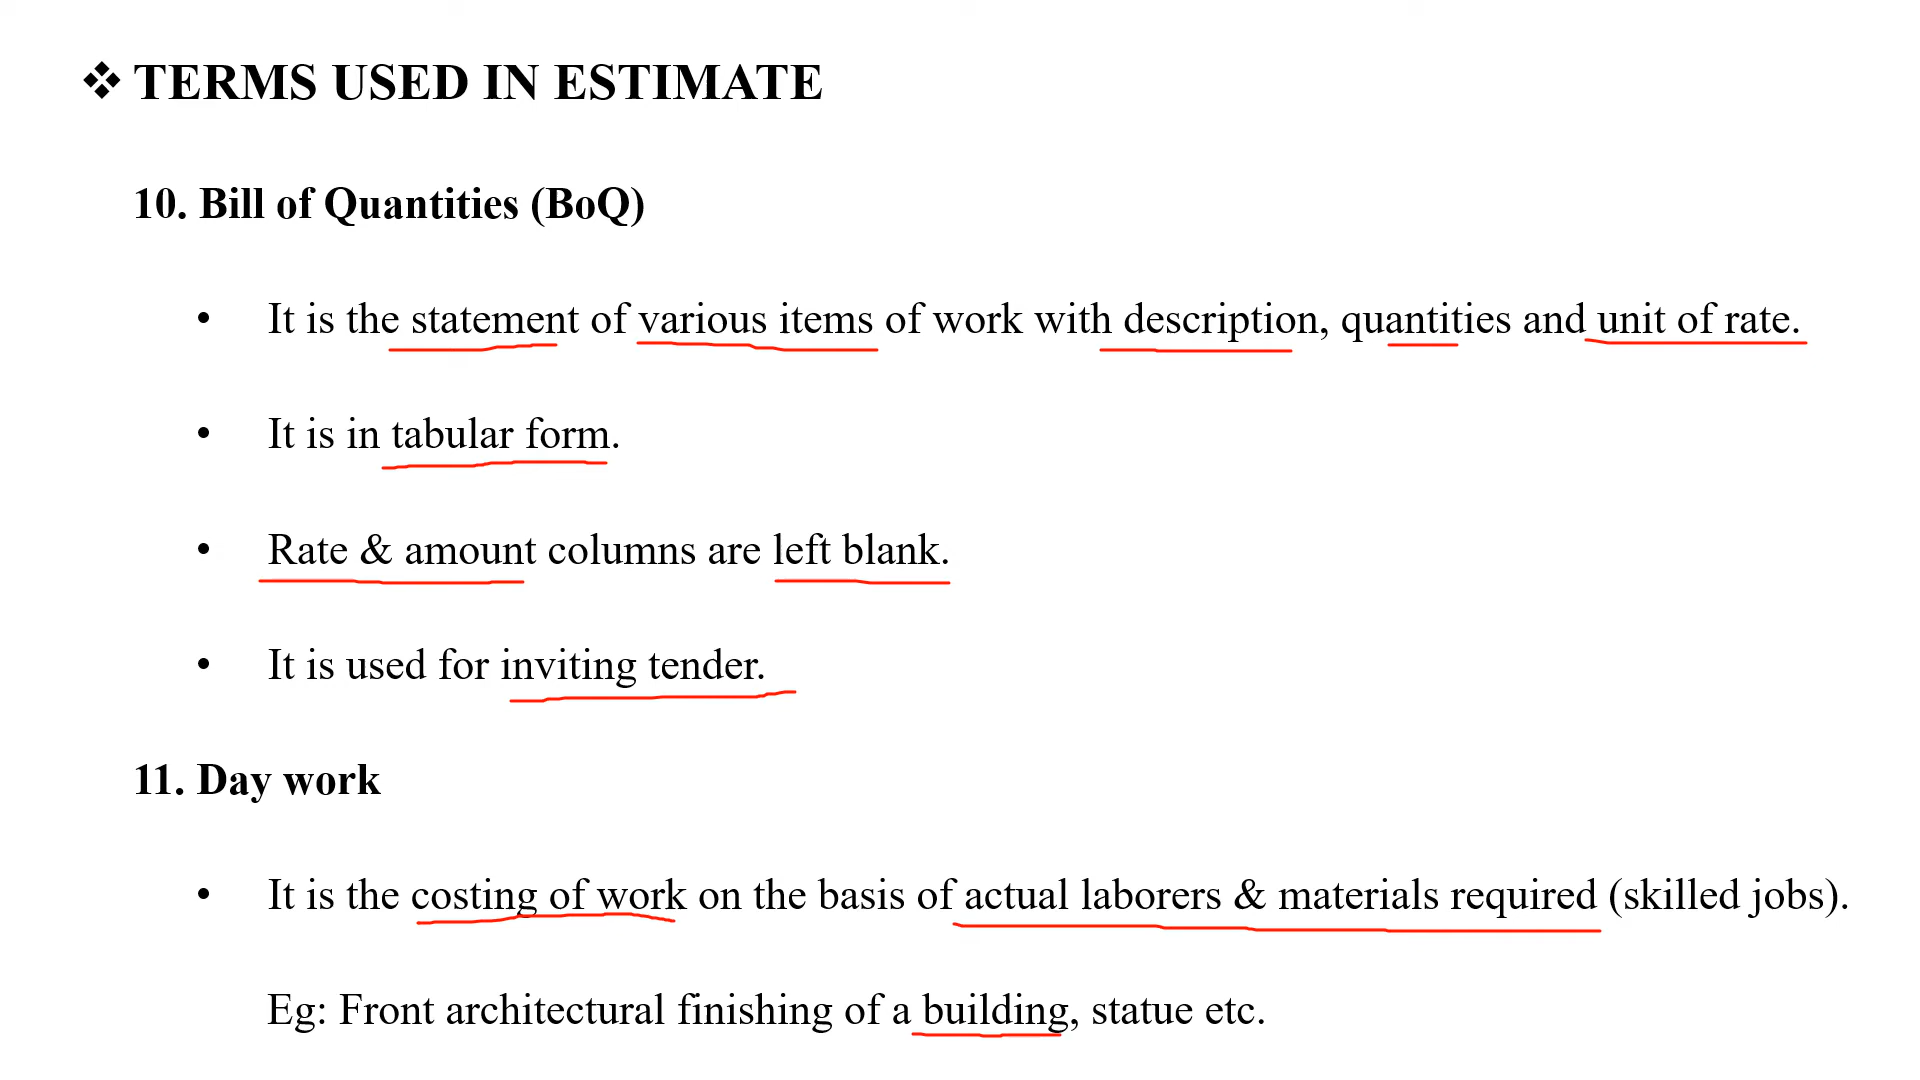 ❖ TERMS USED IN ESTIMATE
10. Bill of Quantities (BoQ)
• It is the statement of various items of work with description, quantities and unit of rate.
• It is in tabular form.
• Rate & amount columns are left blank.
• It is used for inviting tender.
11. Day work
• It is the costing of work on the basis of actual laborers & materials required (skilled jobs).
Eg: Front architectural finishing of a building, statue etc.